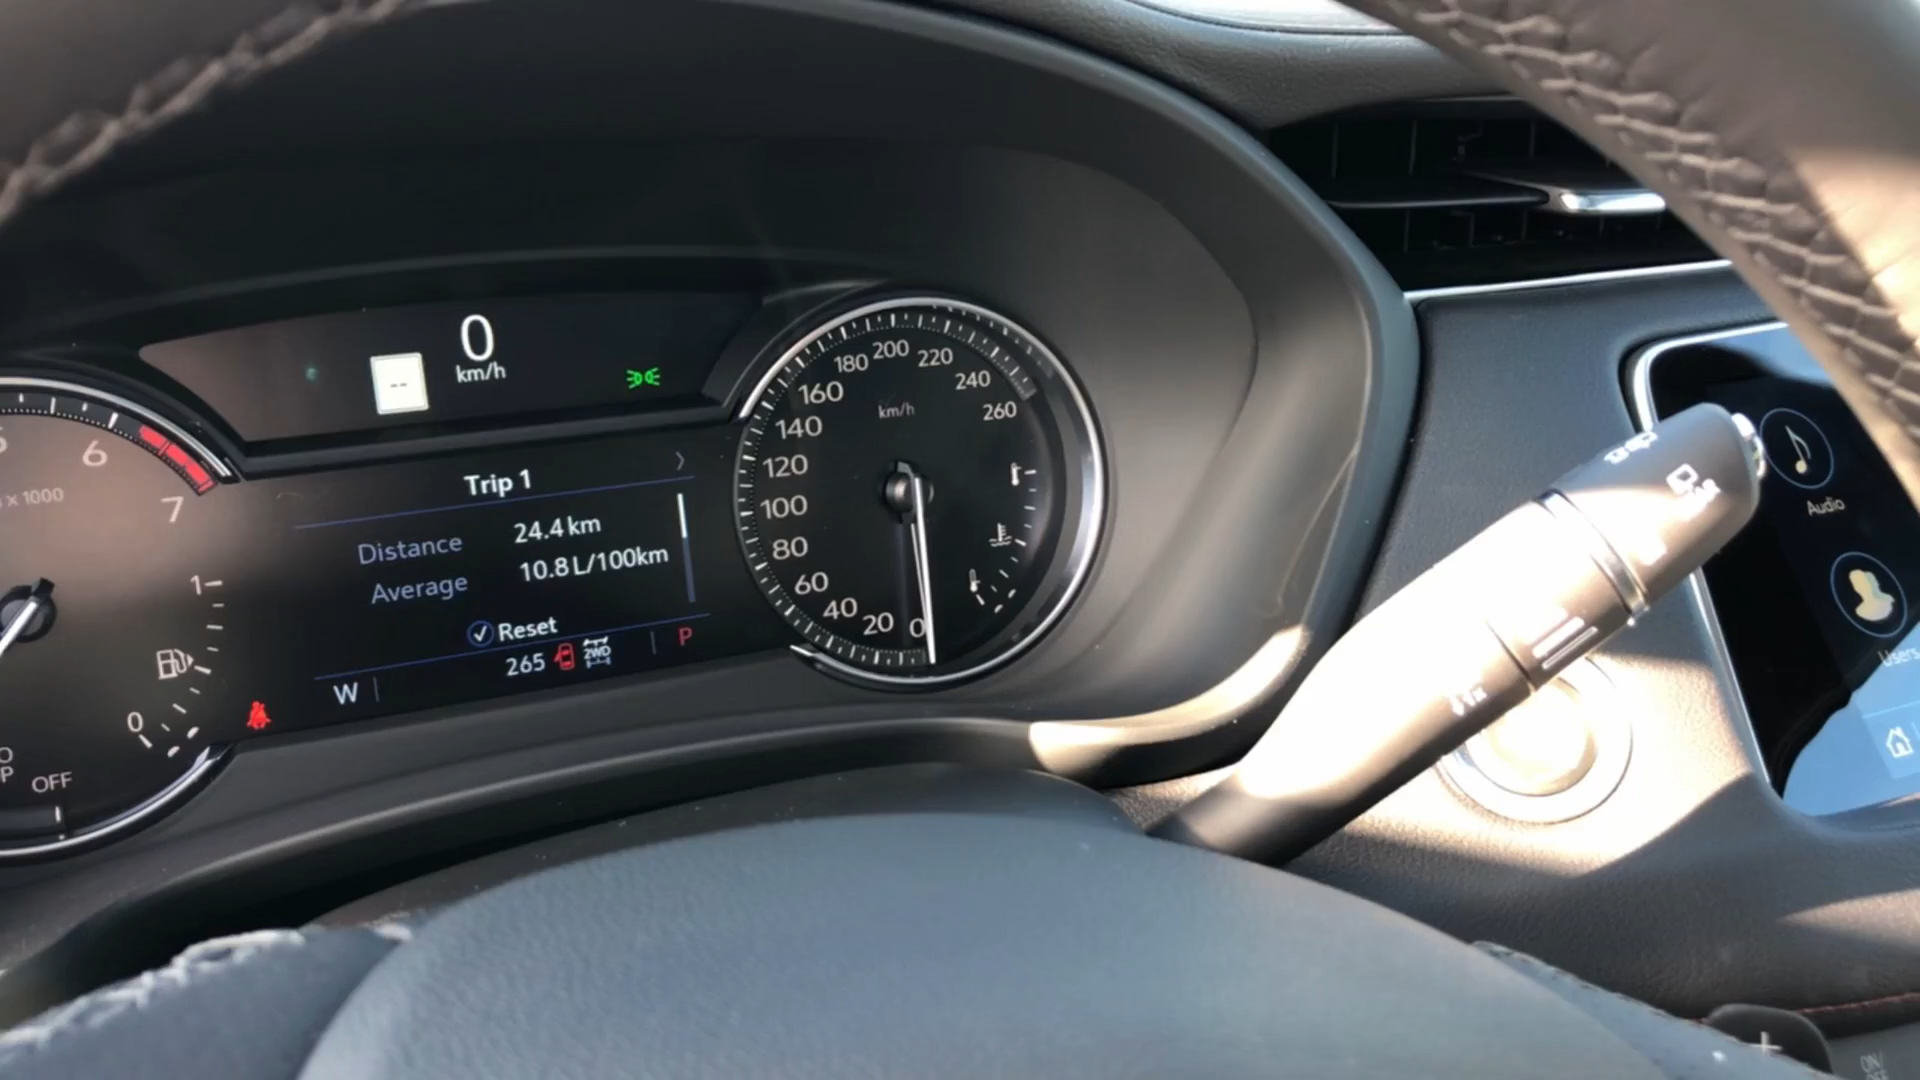 0
km/h
--
6
7
x 1000
1
0
OFF
Trip 1
Distance 24.4 km
Average 10.8 L/100km
Reset
W 265 2WD P
km/h
0
20
40
60
80
100
120
140
160
180
200
220
240
260
Audio
Users